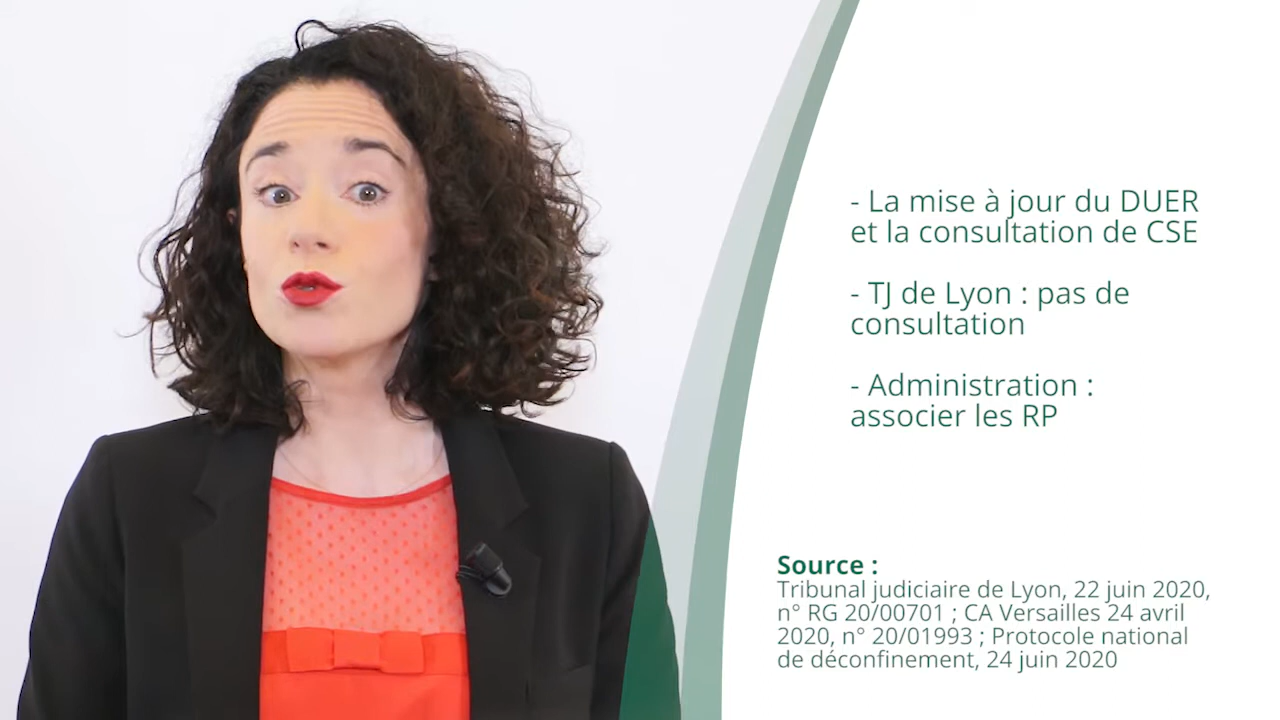 - La mise à jour du DUER
et la consultation de CSE
- TJ de Lyon : pas de
consultation
- Administration :
associer les RP
Source :
Tribunal judiciaire de Lyon, 22 juin 2020,
n° RG 20/00701 ; CA Versailles 24 avril
2020, n° 20/01993 ; Protocole national
de déconfinement, 24 juin 2020